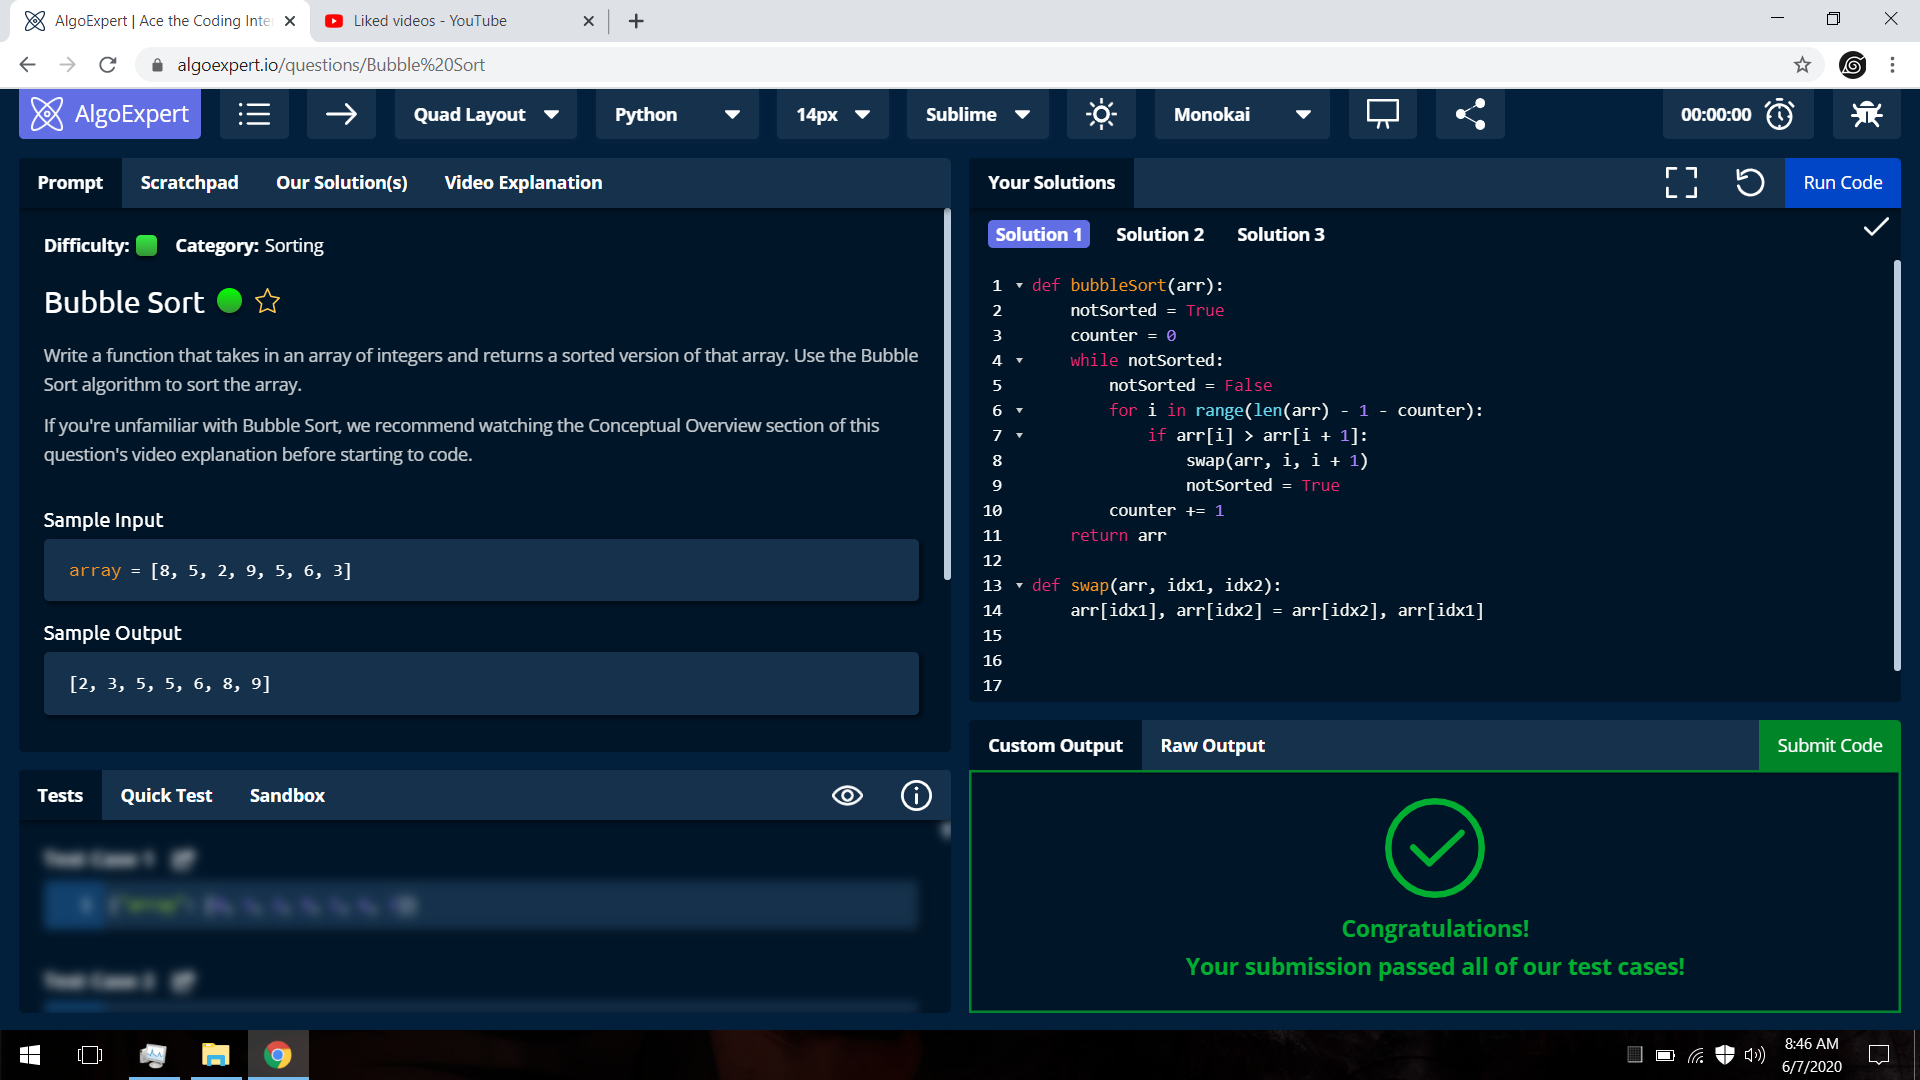 AlgoExpert | Ace the Coding Inte
Liked videos - YouTube
algoexpert.io/questions/Bubble%20Sort
AlgoExpert
Quad Layout
Python
14px
Sublime
Monokai
00:00:00
Prompt
Scratchpad
Our Solution(s)
Video Explanation
Difficulty:
Category: Sorting
Bubble Sort
Write a function that takes in an array of integers and returns a sorted version of that array. Use the Bubble
Sort algorithm to sort the array.
If you're unfamiliar with Bubble Sort, we recommend watching the Conceptual Overview section of this
question's video explanation before starting to code.
Sample Input
array = [8, 5, 2, 9, 5, 6, 3]
Sample Output
[2, 3, 5, 5, 6, 8, 9]
Tests
Quick Test
Sandbox
Test Case 1
Test Case 2
Your Solutions
Run Code
Solution 1
Solution 2
Solution 3
1 def bubbleSort(arr):
2 notSorted = True
3 counter = 0
4 while notSorted:
5 notSorted = False
6 for i in range(len(arr) - 1 - counter):
7 if arr[i] > arr[i + 1]:
8 swap(arr, i, i + 1)
9 notSorted = True
10 counter += 1
11 return arr
12
13 def swap(arr, idx1, idx2):
14 arr[idx1], arr[idx2] = arr[idx2], arr[idx1]
15
16
17
Custom Output
Raw Output
Submit Code
Congratulations!
Your submission passed all of our test cases!
8:46 AM
6/7/2020